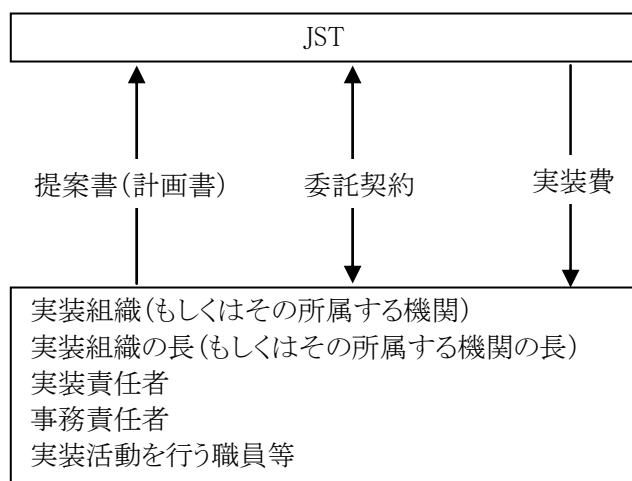 JST
提案書(計画書)
委託契約
実装費
実装組織(もしくはその所属する機関)
実装組織の長(もしくはその所属する機関の長)
実装責任者
事務責任者
実装活動を行う職員等